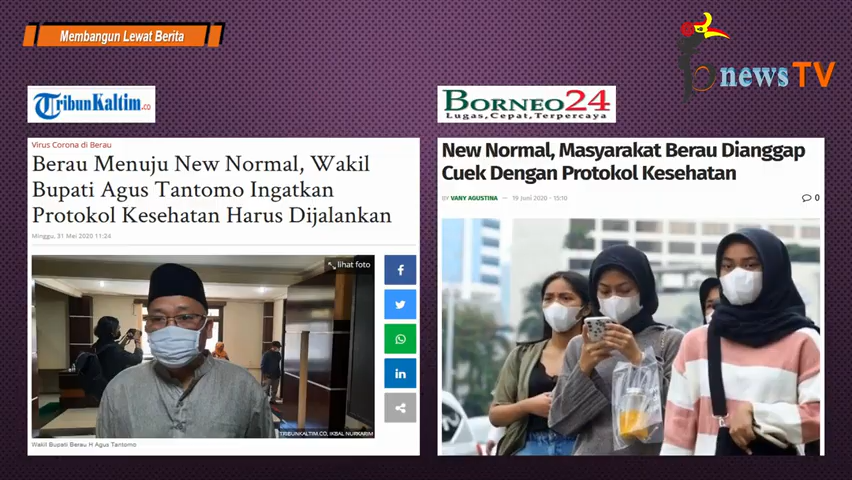 Membangun Lewat Berita
newsTV
TribunKaltim.co
Virus Corona di Berau
Berau Menuju New Normal, Wakil
Bupati Agus Tantomo Ingatkan
Protokol Kesehatan Harus Dijalankan
Minggu, 31 Mei 2020 11:24
lihat foto
TRIBUNKALTIM.CO, IKBAL NURKARIM
Wakil Bupati Berau H Agus Tantomo
BORNEO24
Lugas,Cepat,Terpercaya
New Normal, Masyarakat Berau Dianggap
Cuek Dengan Protokol Kesehatan
BY VANY AGUSTINA — 19 Juni 2020 - 15:10
0